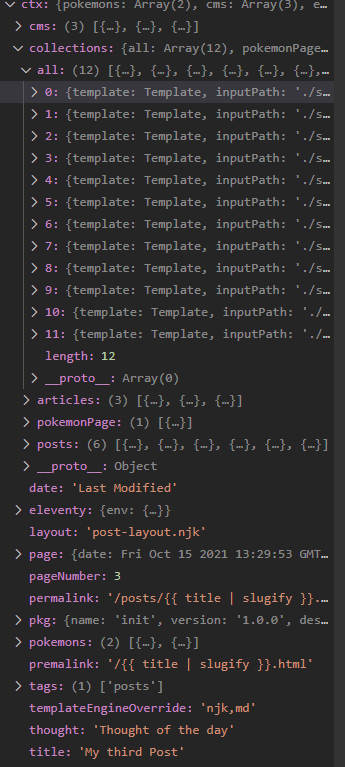 ctx: {pokemons: Array(2), cms: Array(3), e…
cms: (3) [{…}, {…}, {…}]
collections: {all: Array(12), pokemonPage…
all: (12) [{…}, {…}, {…}, {…}, {…}, {…},…
0: {template: Template, inputPath: './s…
1: {template: Template, inputPath: './s…
2: {template: Template, inputPath: './s…
3: {template: Template, inputPath: './s…
4: {template: Template, inputPath: './s…
5: {template: Template, inputPath: './s…
6: {template: Template, inputPath: './s…
7: {template: Template, inputPath: './s…
8: {template: Template, inputPath: './s…
9: {template: Template, inputPath: './s…
10: {template: Template, inputPath: './…
11: {template: Template, inputPath: './…
length: 12
__proto__: Array(0)
articles: (3) [{…}, {…}, {…}]
pokemonPage: (1) [{…}]
posts: (6) [{…}, {…}, {…}, {…}, {…}, {…}]
__proto__: Object
date: 'Last Modified'
eleventy: {env: {…}}
layout: 'post-layout.njk'
page: {date: Fri Oct 15 2021 13:29:53 GMT…
pageNumber: 3
permalink: '/posts/{{ title | slugify }}.…
pkg: {name: 'init', version: '1.0.0', des…
pokemons: (2) [{…}, {…}]
premalink: '/{{ title | slugify }}.html'
tags: (1) ['posts']
templateEngineOverride: 'njk,md'
thought: 'Thought of the day'
title: 'My third Post'